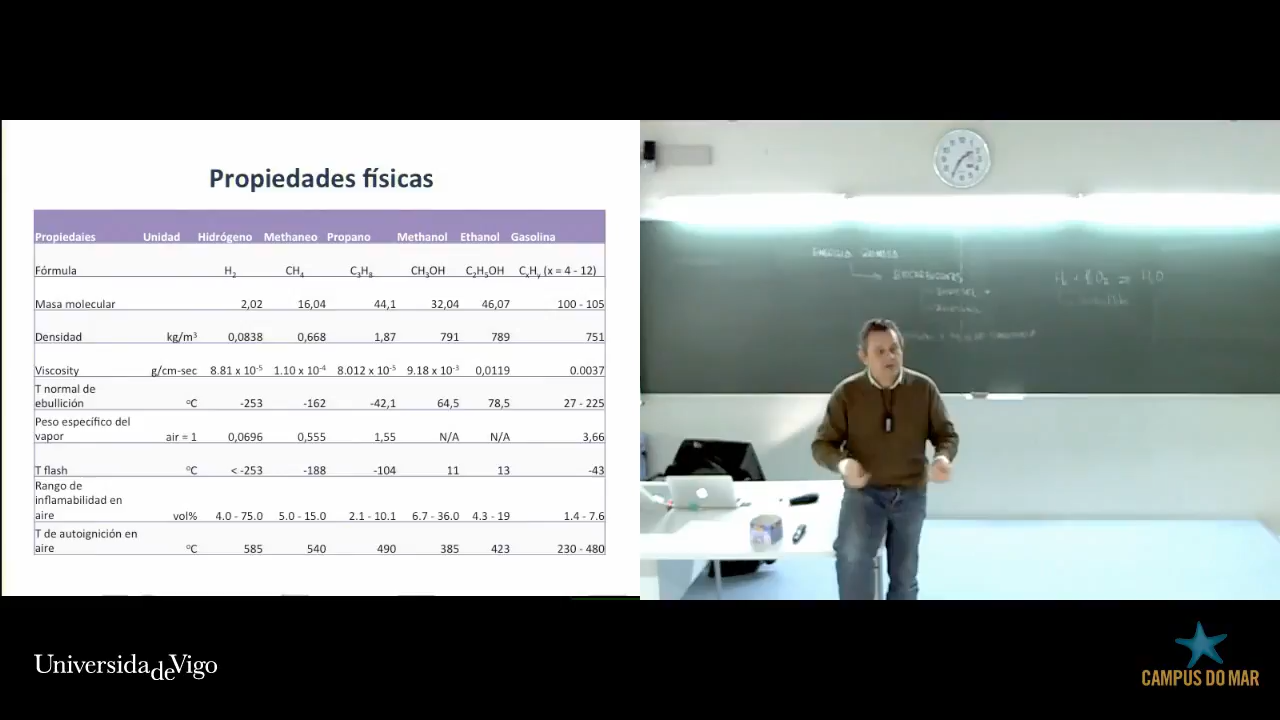 Propiedades físicas
Propiedaies Unidad Hidrógeno Methaneo Propano Methanol Ethanol Gasolina
Fórmula H2 CH4 C3H8 CH3OH C2H5OH CxHy (x = 4 - 12)
Masa molecular 2,02 16,04 44,1 32,04 46,07 100 - 105
Densidad kg/m3 0,0838 0,668 1,87 791 789 751
Viscosity g/cm-sec 8.81 x 10-5 1.10 x 10-4 8.012 x 10-5 9.18 x 10-3 0,0119 0.0037
T normal de
ebullición ºC -253 -162 -42,1 64,5 78,5 27 - 225
Peso específico del
vapor air = 1 0,0696 0,555 1,55 N/A N/A 3,66
T flash ºC < -253 -188 -104 11 13 -43
Rango de
inflamabilidad en
aire vol% 4.0 - 75.0 5.0 - 15.0 2.1 - 10.1 6.7 - 36.0 4.3 - 19 1.4 - 7.6
T de autoignición en
aire ºC 585 540 490 385 423 230 - 480
UniversidadeVigo
CAMPUS DO MAR